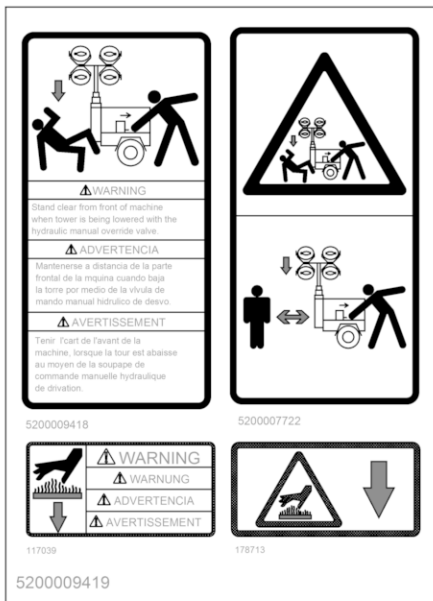 WARNING
Stand clear from front of machine
when tower is being lowered with the
hydraulic manual override valve.
ADVERTENCIA
Mantenerse a distancia de la parte
frontal de la mquina cuando baja
la torre por medio de la vlvula de
mando manual hidrulico de desvo.
AVERTISSEMENT
Tenir l'cart de l'avant de la
machine, lorsque la tour est abaisse
au moyen de la soupape de
commande manuelle hydraulique
de drivation.
5200009418
5200007722
WARNING
WARNUNG
ADVERTENCIA
AVERTISSEMENT
117039
178713
5200009419